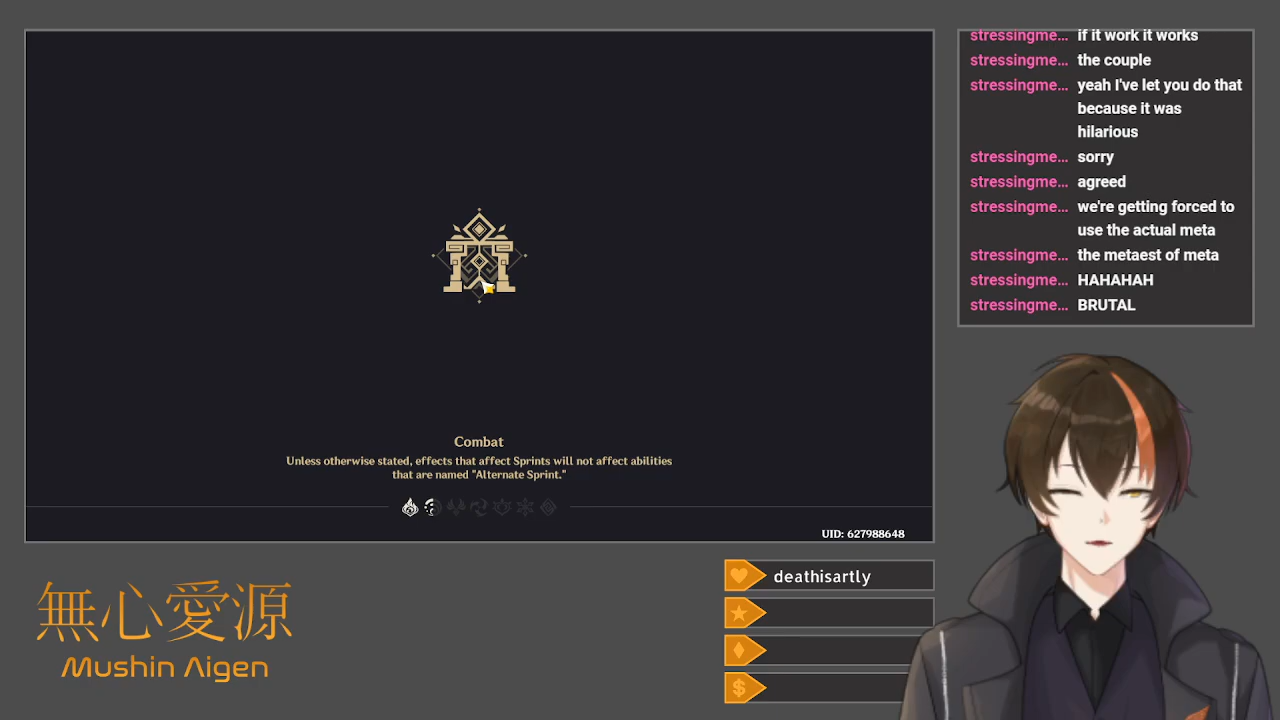 Combat
Unless otherwise stated, effects that affect Sprints will not affect abilities
that are named "Alternate Sprint."
UID: 627988648
stressingme... if it work it works
stressingme... the couple
stressingme... yeah I've let you do that
because it was
hilarious
stressingme... sorry
stressingme... agreed
stressingme... we're getting forced to
use the actual meta
stressingme... the metaest of meta
stressingme... HAHAHAH
stressingme... BRUTAL
無心愛源
Mushin Aigen
deathisartly
$